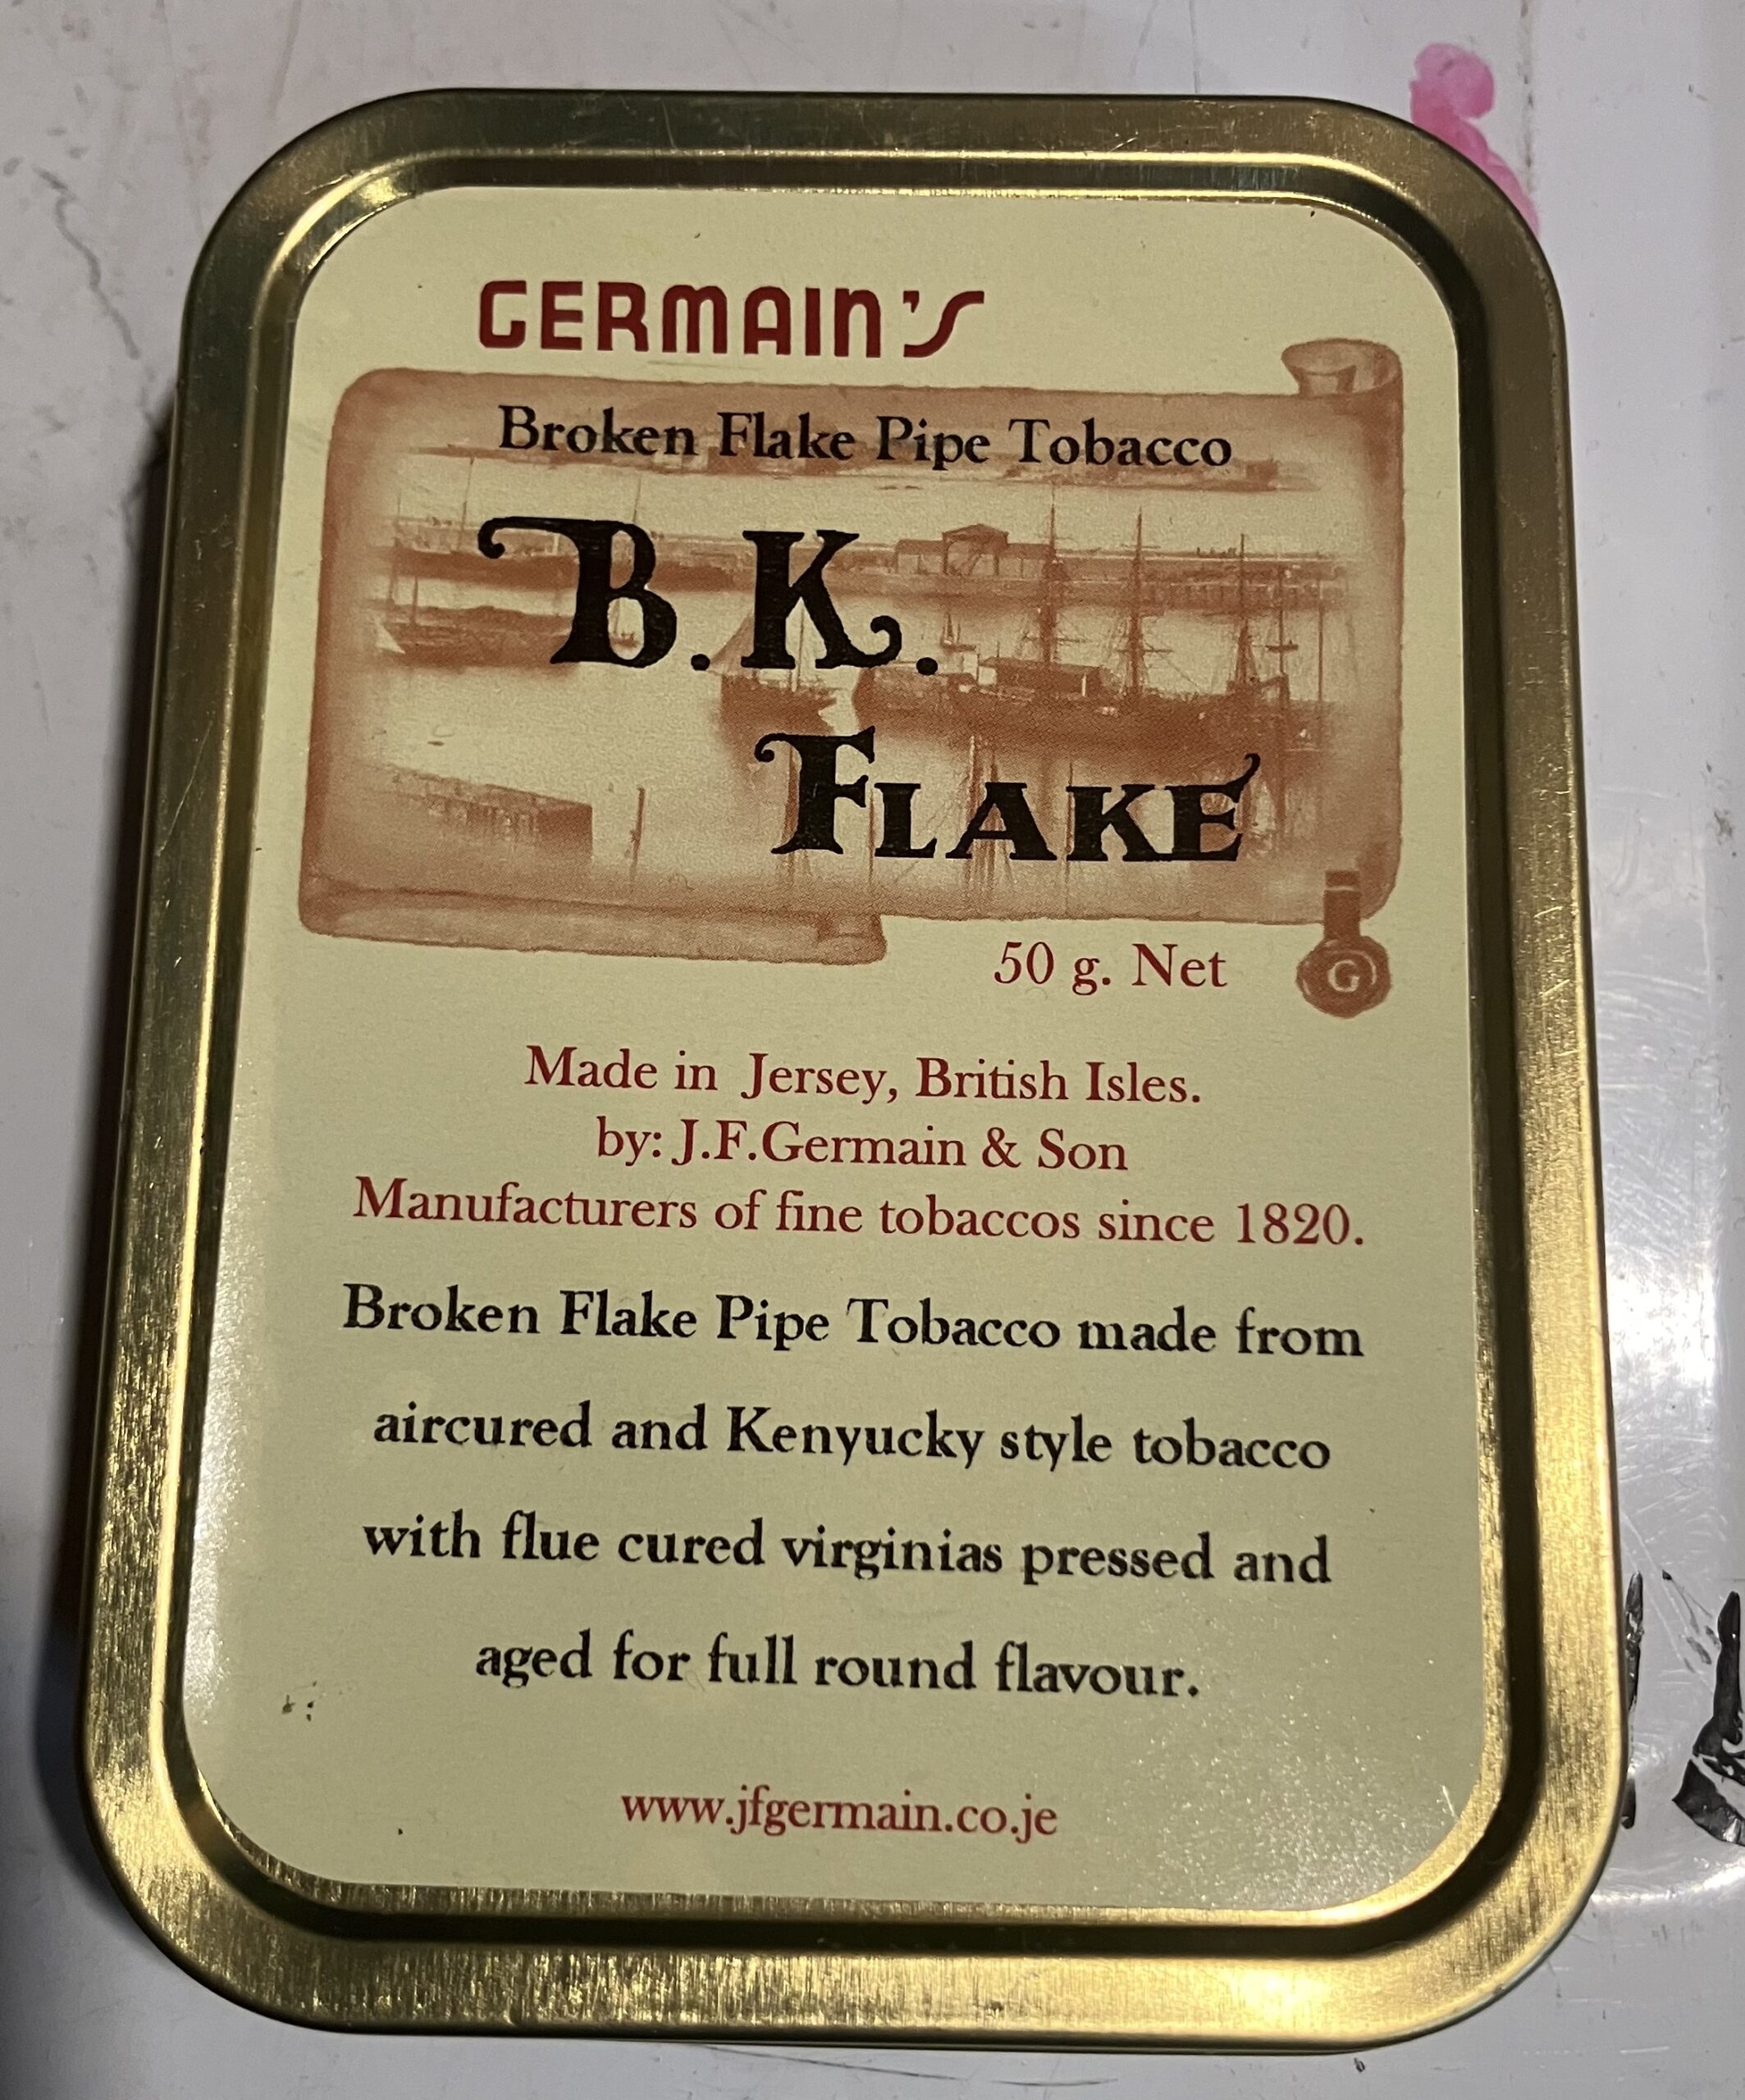 GERMAIN'S
Broken Flake Pipe Tobacco
B.K.
FLAKE
50 g. Net
G
Made in Jersey, British Isles.
by: J.F.Germain & Son
Manufacturers of fine tobaccos since 1820.
Broken Flake Pipe Tobacco made from
aircured and Kenyucky style tobacco
with flue cured virginias pressed and
aged for full round flavour.
www.jfgermain.co.je